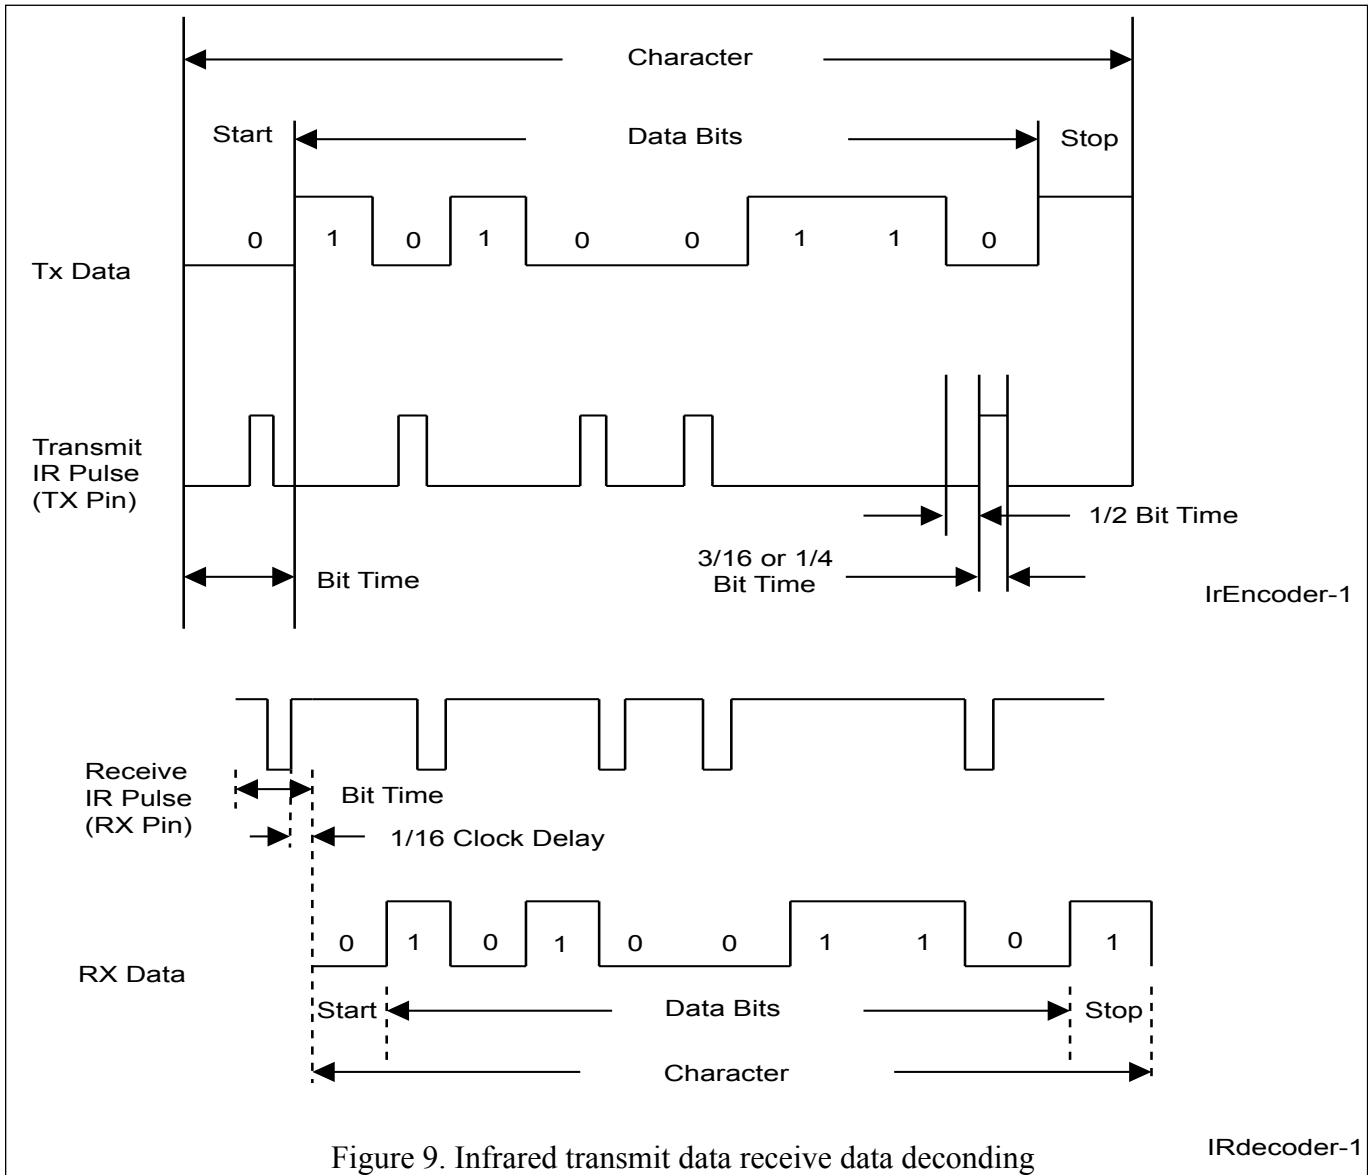 Character
Start
Data Bits
Stop
0 1 0 1 0 0 1 1 0
Tx Data
Transmit
IR Pulse
(TX Pin)
1/2 Bit Time
3/16 or 1/4
Bit Time
Bit Time
IrEncoder-1
Receive
IR Pulse
(RX Pin)
Bit Time
1/16 Clock Delay
0 1 0 1 0 0 1 1 0 1
RX Data
Start
Data Bits
Stop
Character
IRdecoder-1
Figure 9. Infrared transmit data receive data deconding